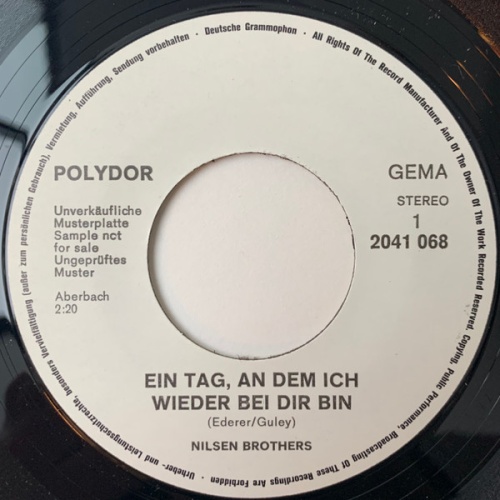 Urheber- und Leistungsschutzrechte, besonders Vervielfältigung (außer zum persönlichen Gebrauch), Vermietung, Aufführung, Sendung vorbehalten · Deutsche Grammophon · All Rights Of The Record Manufacturer And Of The Owner Of The Work Recorded Reserved. Copying, Public Performance, Broadcasting Of These Recordings Are Forbidden ·
POLYDOR
GEMA
STEREO
1
2041 068
Unverkäufliche
Musterplatte
Sample nct
for sale
Ungeprüftes
Muster
Aberbach
2:20
EIN TAG, AN DEM ICH
WIEDER BEI DIR BIN
(Ederer/Guley)
NILSEN BROTHERS